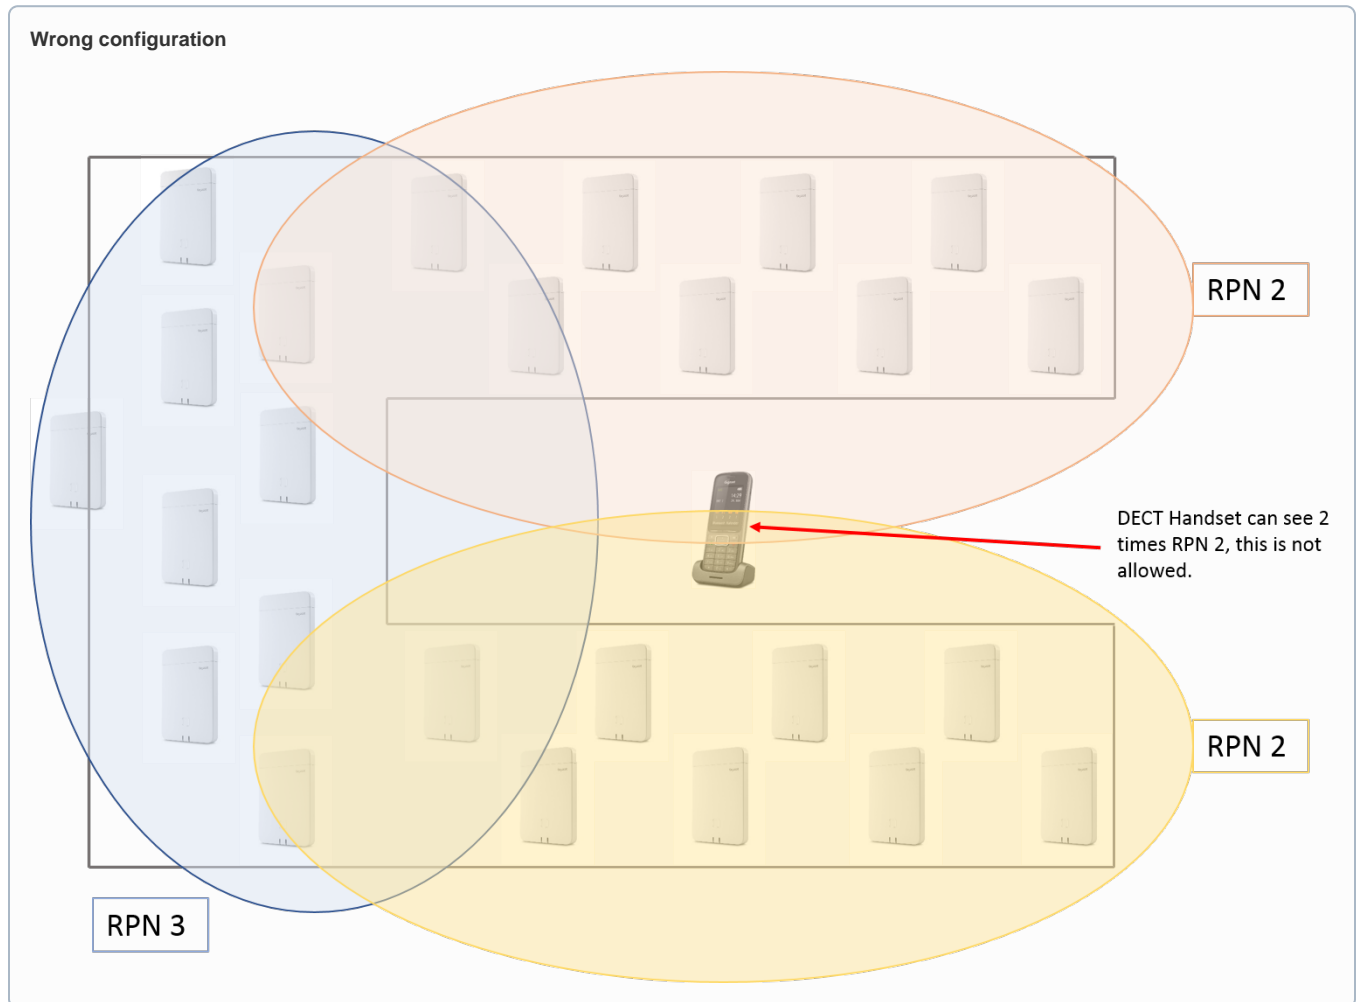 Wrong configuration
RPN 2
DECT Handset can see 2
times RPN 2, this is not
allowed.
RPN 2
RPN 3